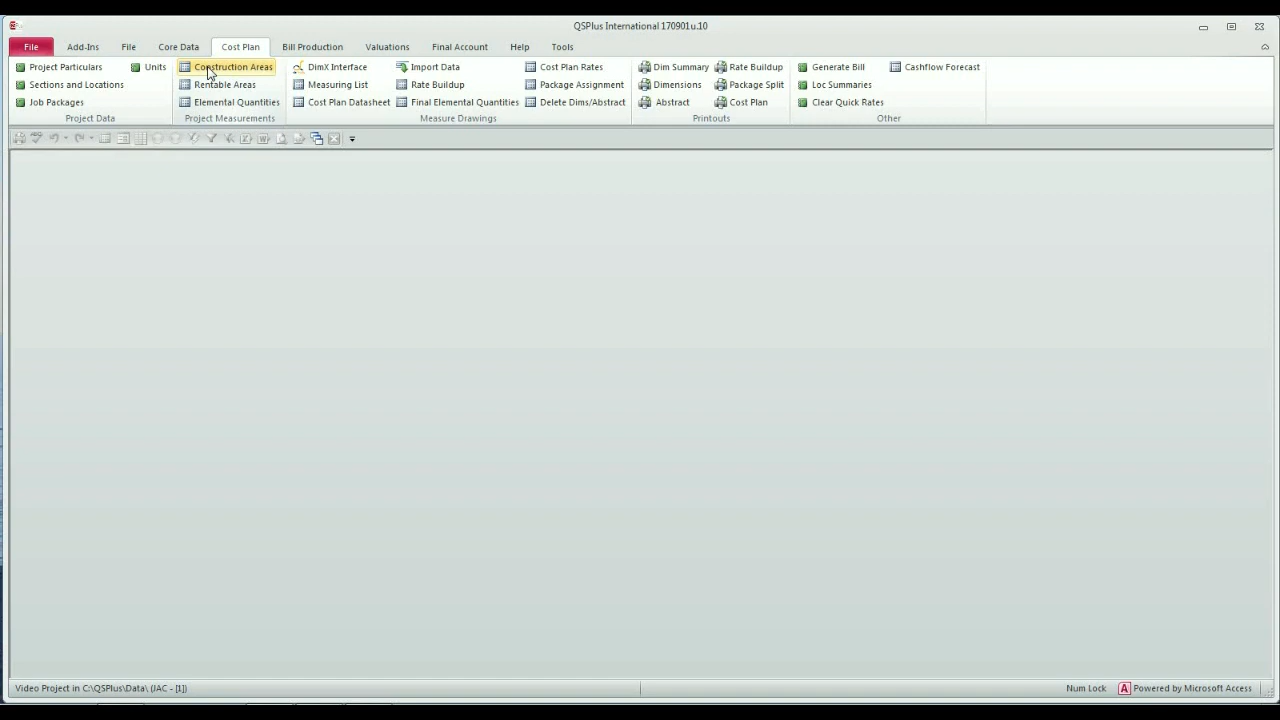 QSPlus International 170901u.10
File Add-Ins File Core Data Cost Plan Bill Production Valuations Final Account Help Tools
Project Particulars Units Construction Areas DimX Interface Import Data Cost Plan Rates Dim Summary Rate Buildup Generate Bill Cashflow Forecast
Sections and Locations Rentable Areas Measuring List Rate Buildup Package Assignment Dimensions Package Split Loc Summaries
Job Packages Elemental Quantities Cost Plan Datasheet Final Elemental Quantities Delete Dims/Abstract Abstract Cost Plan Clear Quick Rates
Project Data Project Measurements Measure Drawings Printouts Other
Video Project in C:\QSPlus\Data\ (JAC - [1]) Num Lock A Powered by Microsoft Access